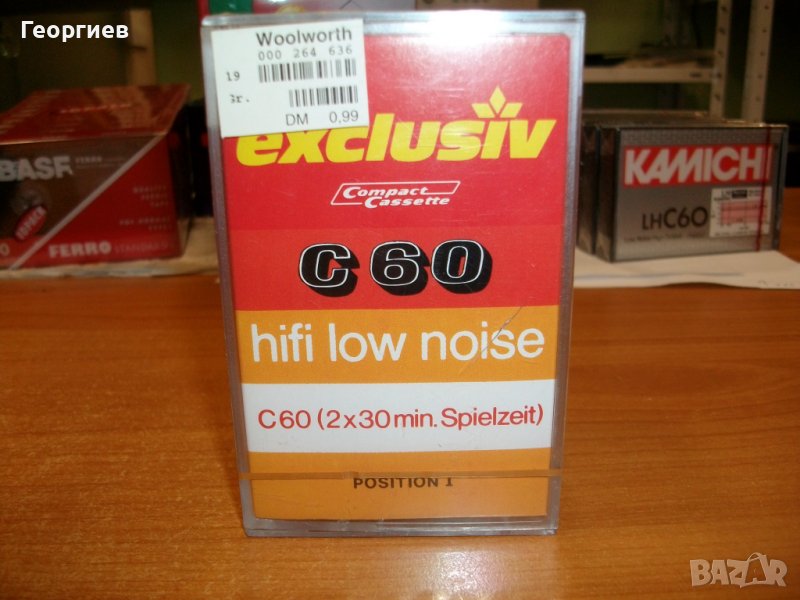 Георгиев
Woolworth
000 264 636
19
DM 0,99
exclusiv
Compact
Cassette
C 60
hifi low noise
C60 (2x30 min. Spielzeit)
POSITION I
BASF
FERRO
KAMICHI
LHC60
BAZAR